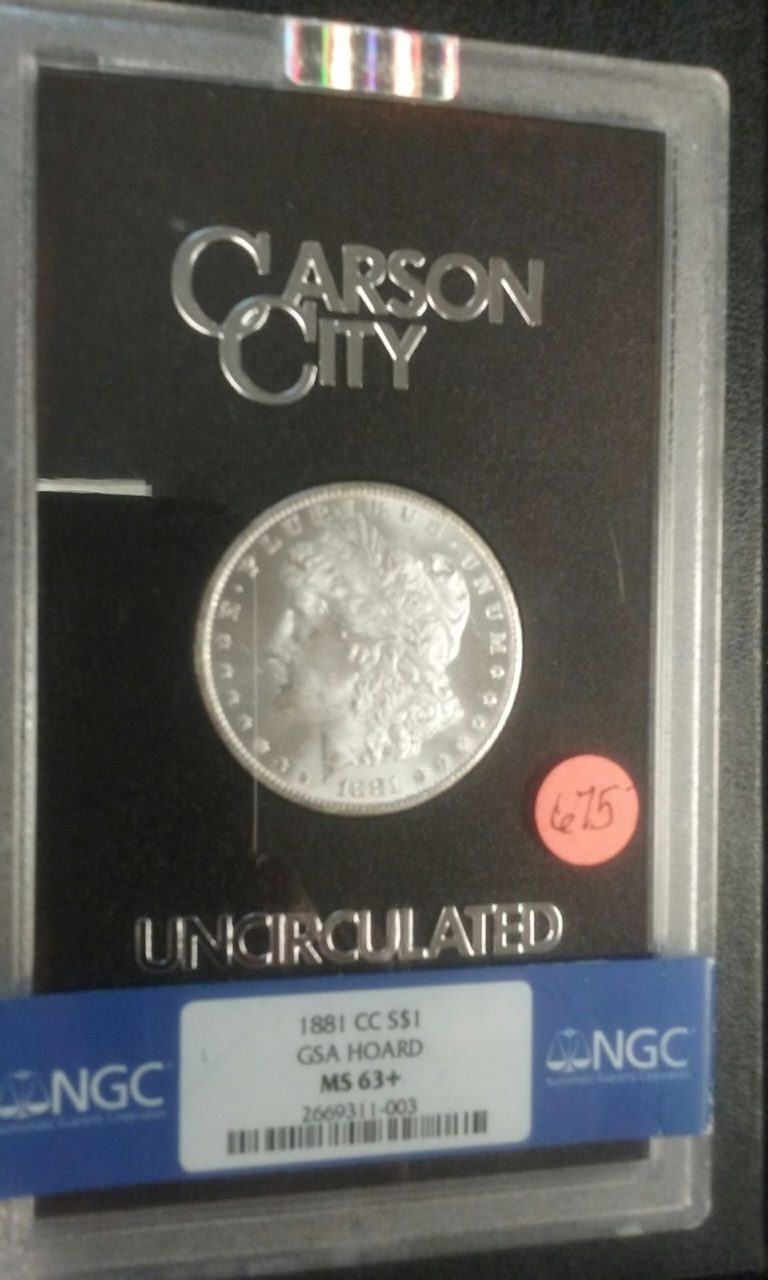 CARSON
CITY
E · PLURIBUS · UNUM
1881
675
UNCIRCULATED
NGC
1881 CC S$1
GSA HOARD
MS 63+
2669311-003
NGC